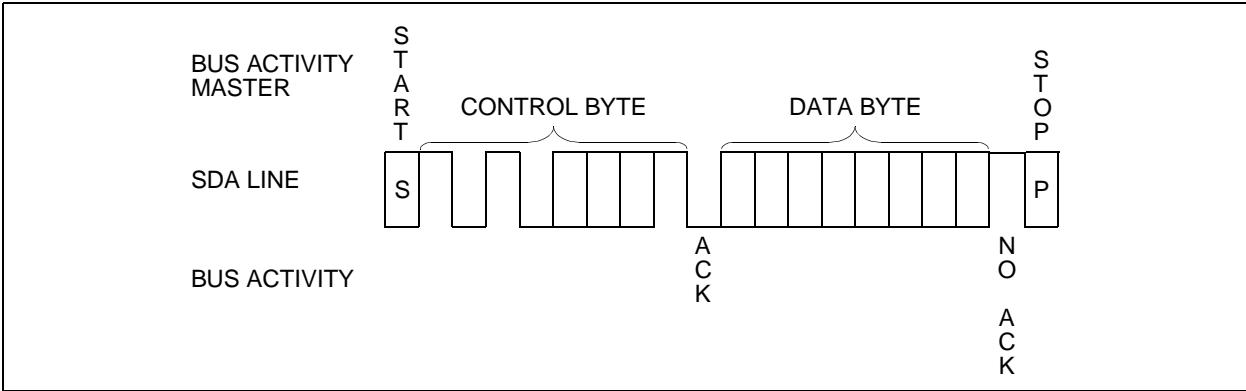 BUS ACTIVITY
MASTER
START
CONTROL BYTE
DATA BYTE
STOP
SDA LINE
S
P
BUS ACTIVITY
ACK
NO ACK